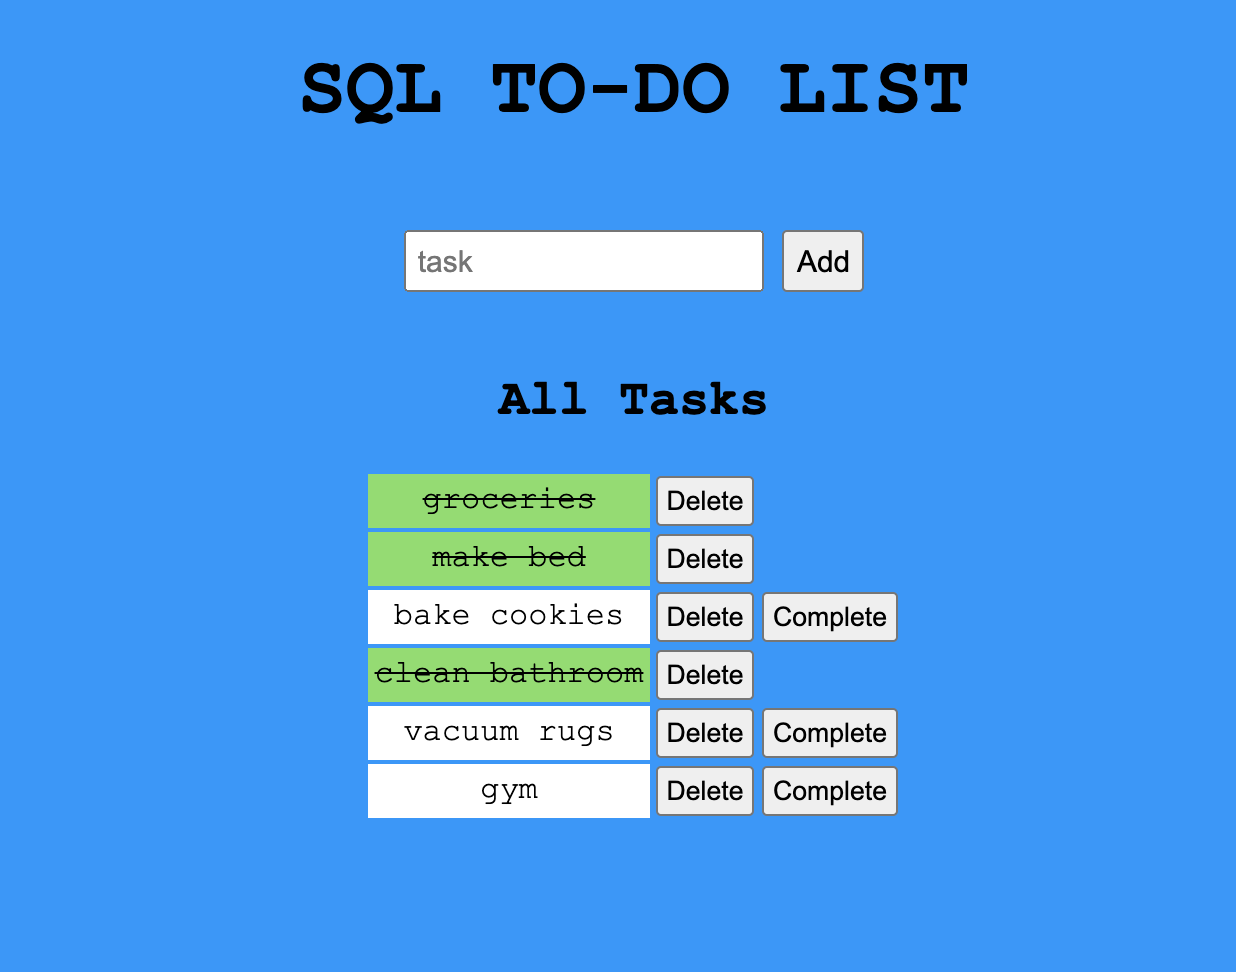 SQL TO-DO LIST
task Add
All Tasks
groceries Delete
make bed Delete
bake cookies Delete Complete
clean bathroom Delete
vacuum rugs Delete Complete
gym Delete Complete